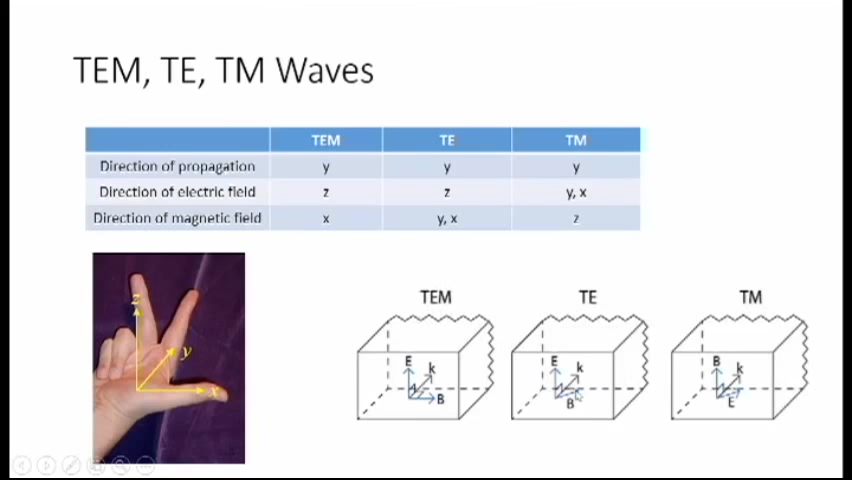 TEM, TE, TM Waves
TEM TE TM
Direction of propagation y y y
Direction of electric field z z y, x
Direction of magnetic field x y, x z
z
y
x
TEM TE TM
E k B
E k B
B k E